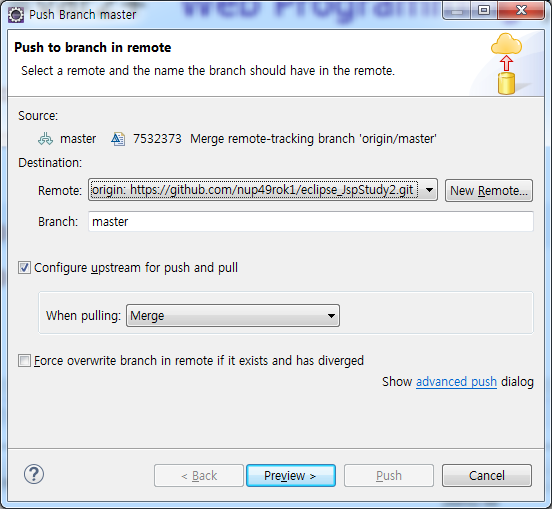 Web Programming
Push Branch master
Push to branch in remote
Select a remote and the name the branch should have in the remote.
Source:
master 7532373 Merge remote-tracking branch 'origin/master'
Destination:
Remote: origin: https://github.com/nup49rok1/eclipse_JspStudy2.git New Remote...
Branch: master
Configure upstream for push and pull
When pulling: Merge
Force overwrite branch in remote if it exists and has diverged
Show advanced push dialog
? < Back Preview > Push Cancel